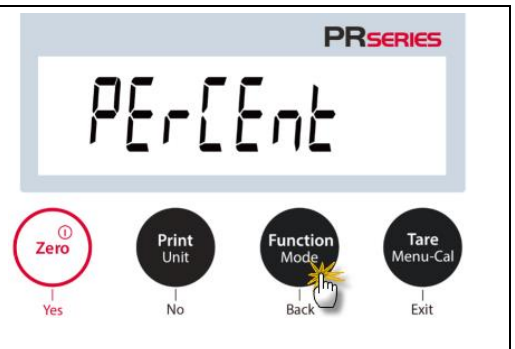 PRSERIES
PErCEnt
Zero Print Unit Function Mode Tare Menu-Cal
Yes No Back Exit